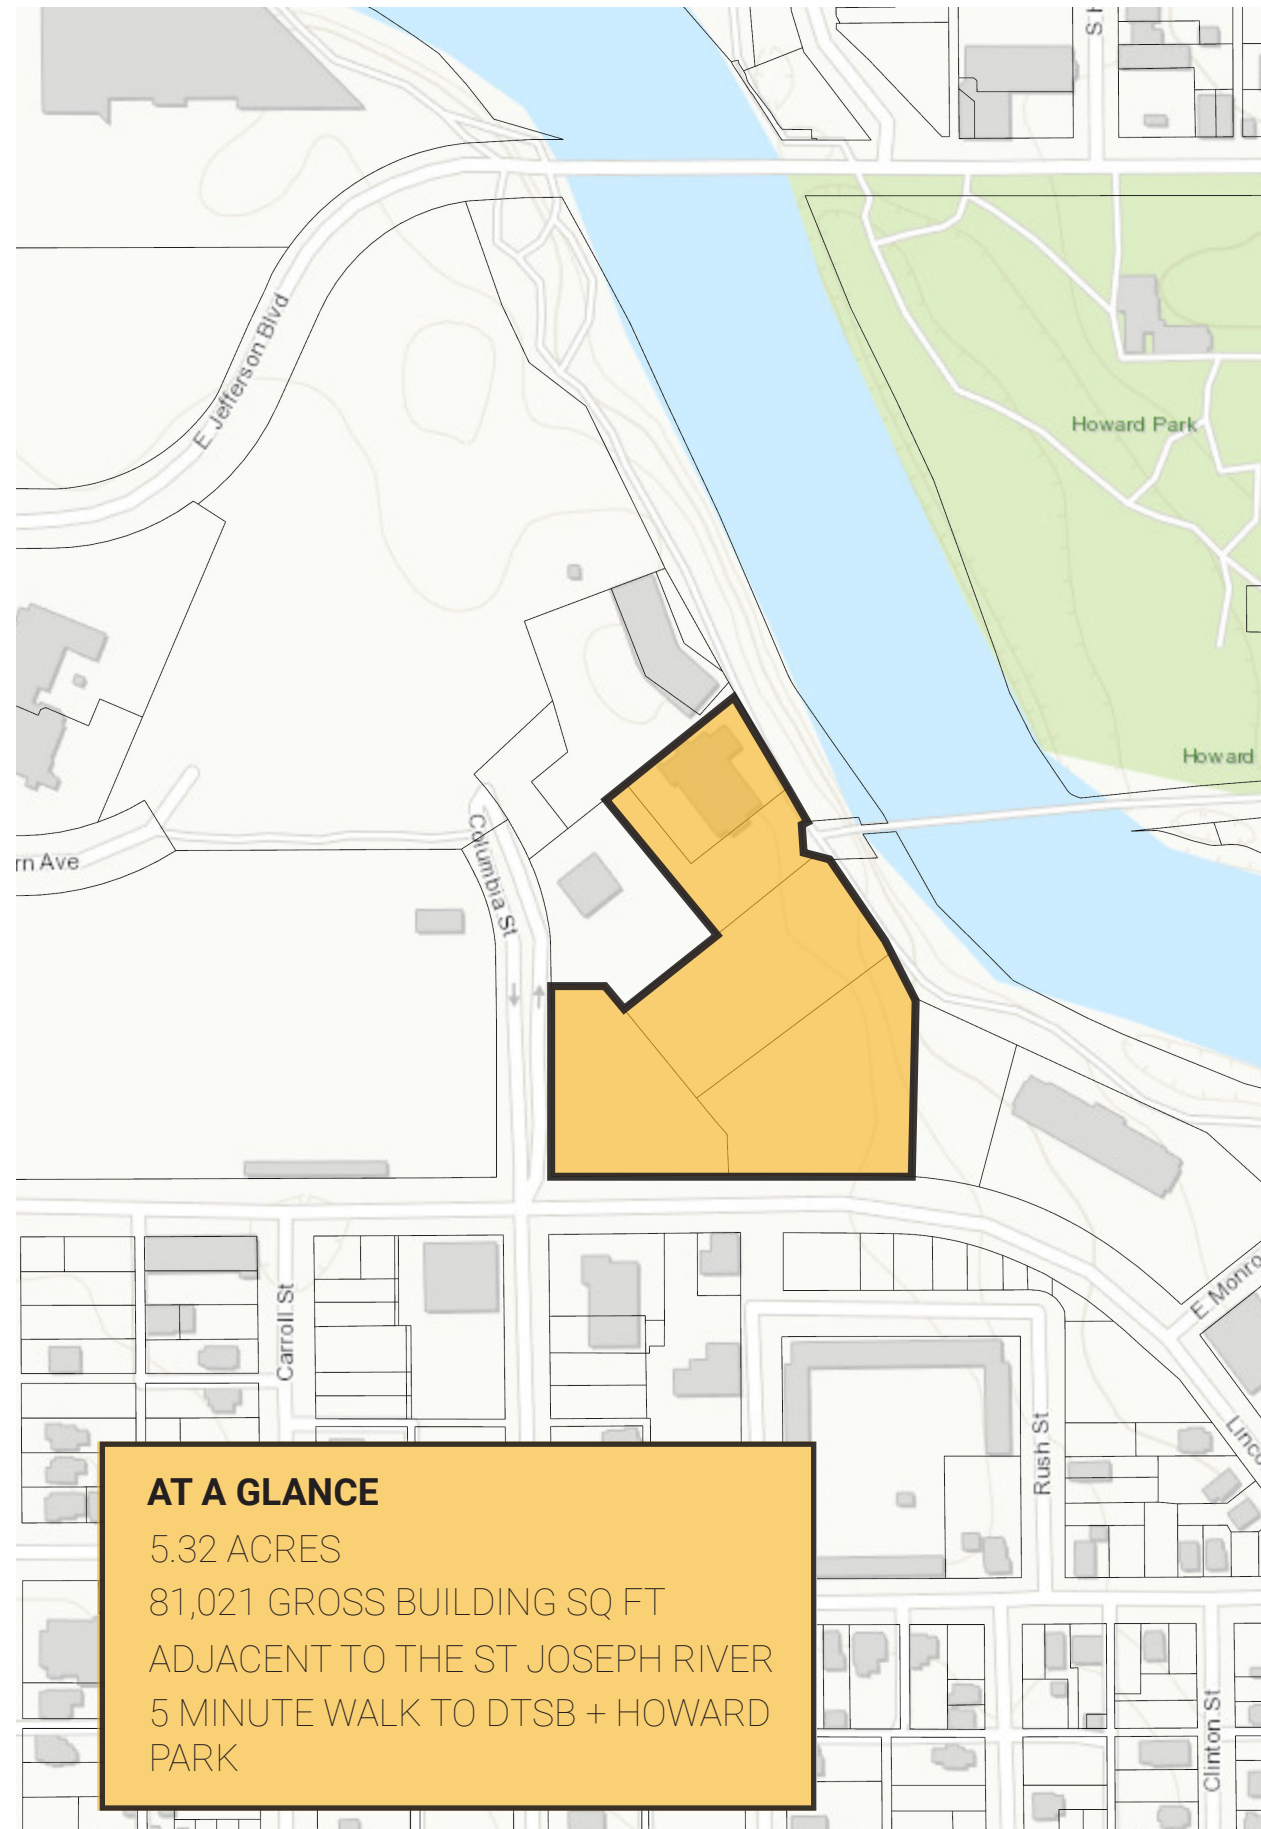 S H
E. Jefferson Blvd
Howard Park
Howard
rn Ave
Columbia St
Carroll St
E. Monro
Linco
Rush St
Clinton St
AT A GLANCE
5.32 ACRES
81,021 GROSS BUILDING SQ FT
ADJACENT TO THE ST JOSEPH RIVER
5 MINUTE WALK TO DTSB + HOWARD
PARK